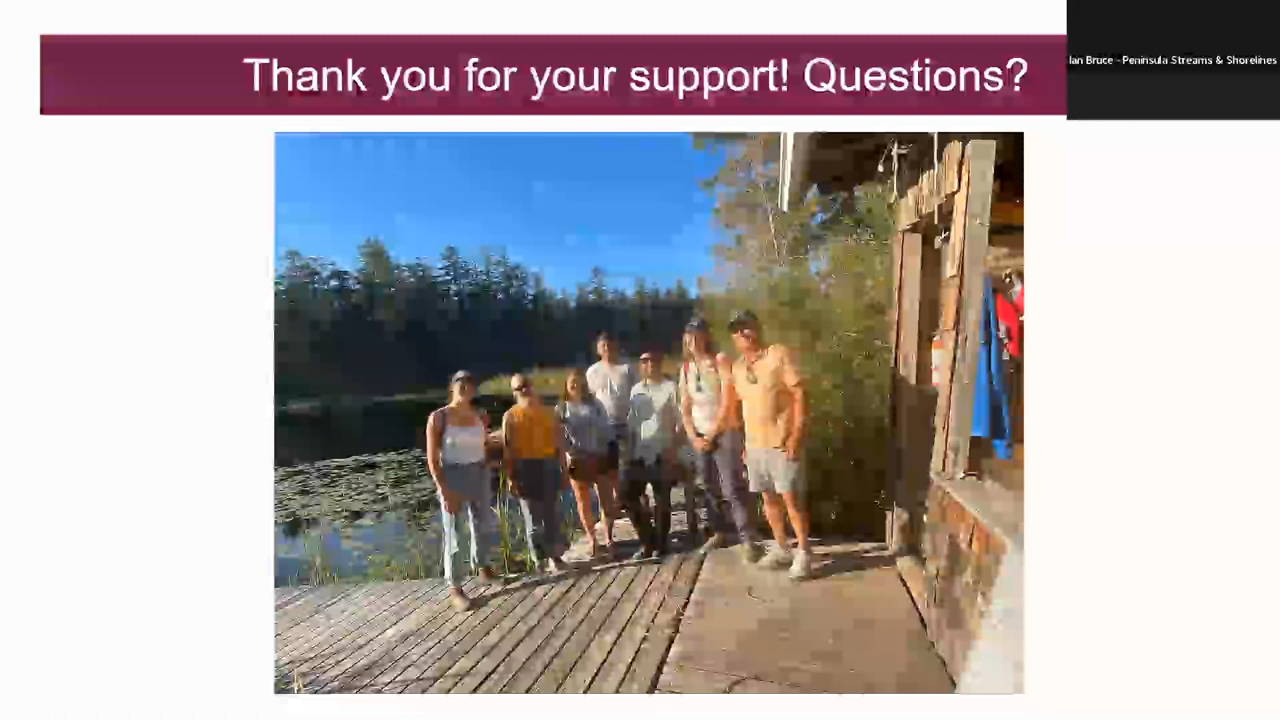 Thank you for your support! Questions?
Ian Bruce - Peninsula Streams & Shorelines